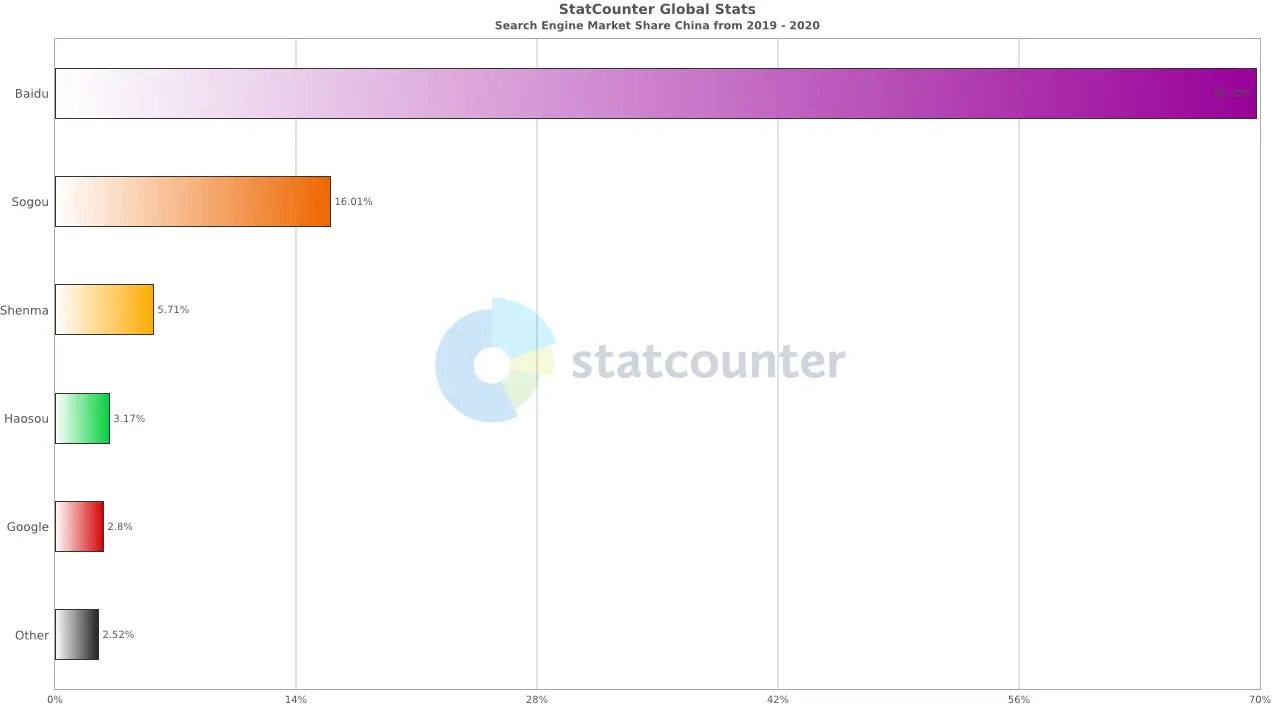 StatCounter Global Stats
Search Engine Market Share China from 2019 - 2020
Baidu
Sogou 16.01%
Shenma 5.71%
statcounter
Haosou 3.17%
Google 2.8%
Other 2.52%
0% 14% 28% 42% 56% 70%